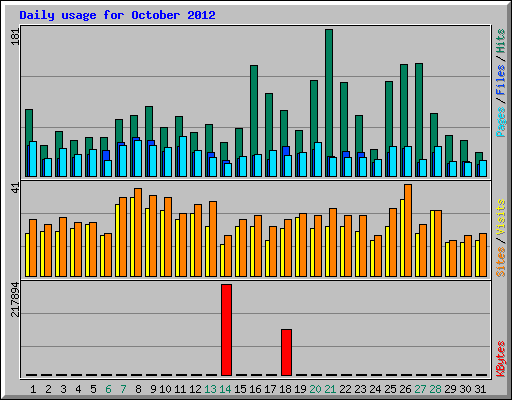 Daily usage for October 2012
181
Pages / Files / Hits
41
Sites / Visits
217894
KBytes
1 2 3 4 5 6 7 8 9 10 11 12 13 14 15 16 17 18 19 20 21 22 23 24 25 26 27 28 29 30 31